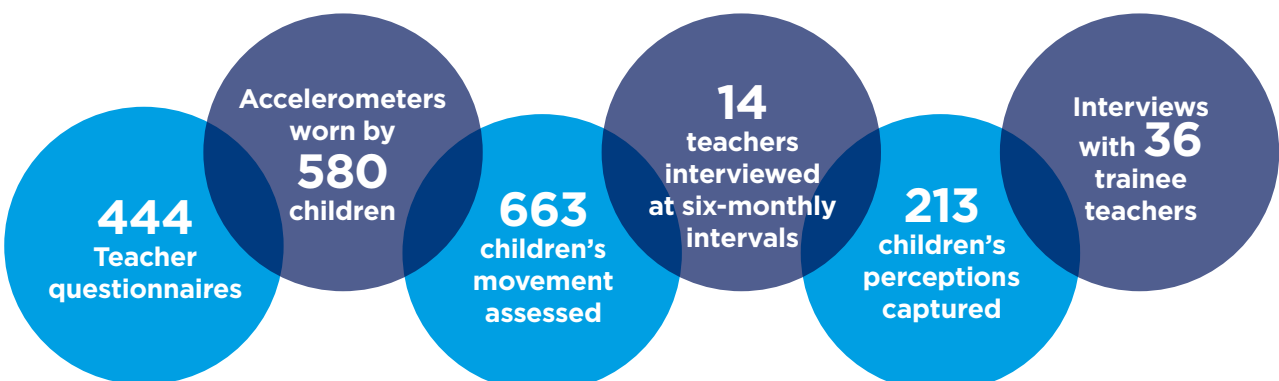 444
Teacher
questionnaires
Accelerometers
worn by
580
children
663
children’s
movement
assessed
14
teachers
interviewed
at six-monthly
intervals
213
children’s
perceptions
captured
Interviews
with 36
trainee
teachers